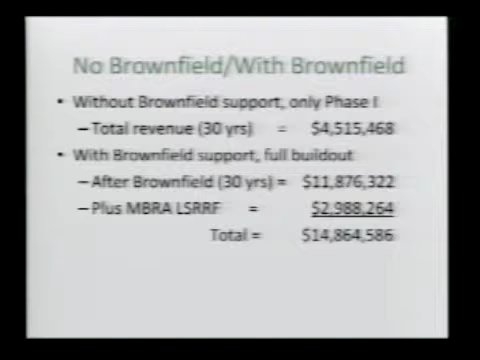 No Brownfield/With Brownfield
• Without Brownfield support, only Phase I
– Total revenue (30 yrs) = $4,515,468
• With Brownfield support, full buildout
– After Brownfield (30 yrs) = $11,876,322
– Plus MBRA LSRRF = $2,988,264
Total = $14,864,586